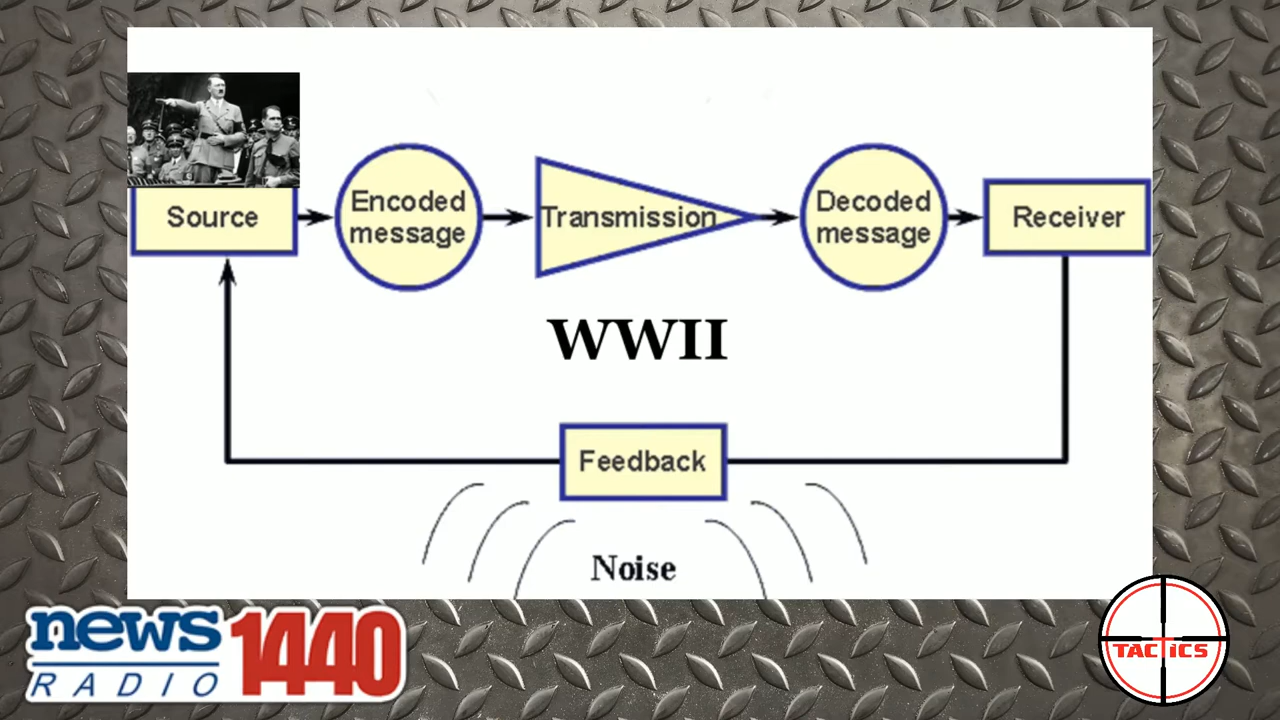 Source
Encoded
message
Transmission
Decoded
message
Receiver
WWII
Feedback
Noise
news 1440
RADIO
TACTICS